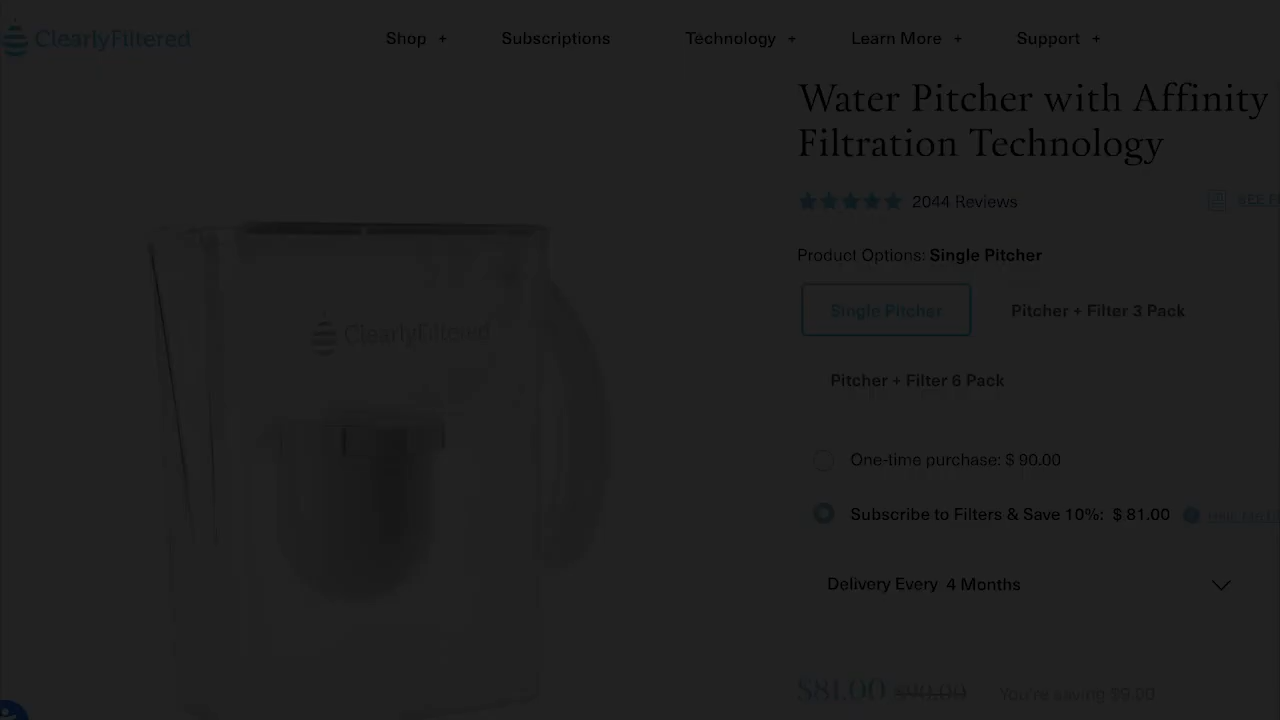 ClearlyFiltered
Shop +
Subscriptions
Technology +
Learn More +
Support +
Water Pitcher with Affinity
Filtration Technology
2044 Reviews
SEE
Product Options: Single Pitcher
Single Pitcher
Pitcher + Filter 3 Pack
Pitcher + Filter 6 Pack
One-time purchase: $ 90.00
Subscribe to Filters & Save 10%: $ 81.00
Delivery Every 4 Months
$81.00 $90.00 You're saving $9.00
ClearlyFiltered